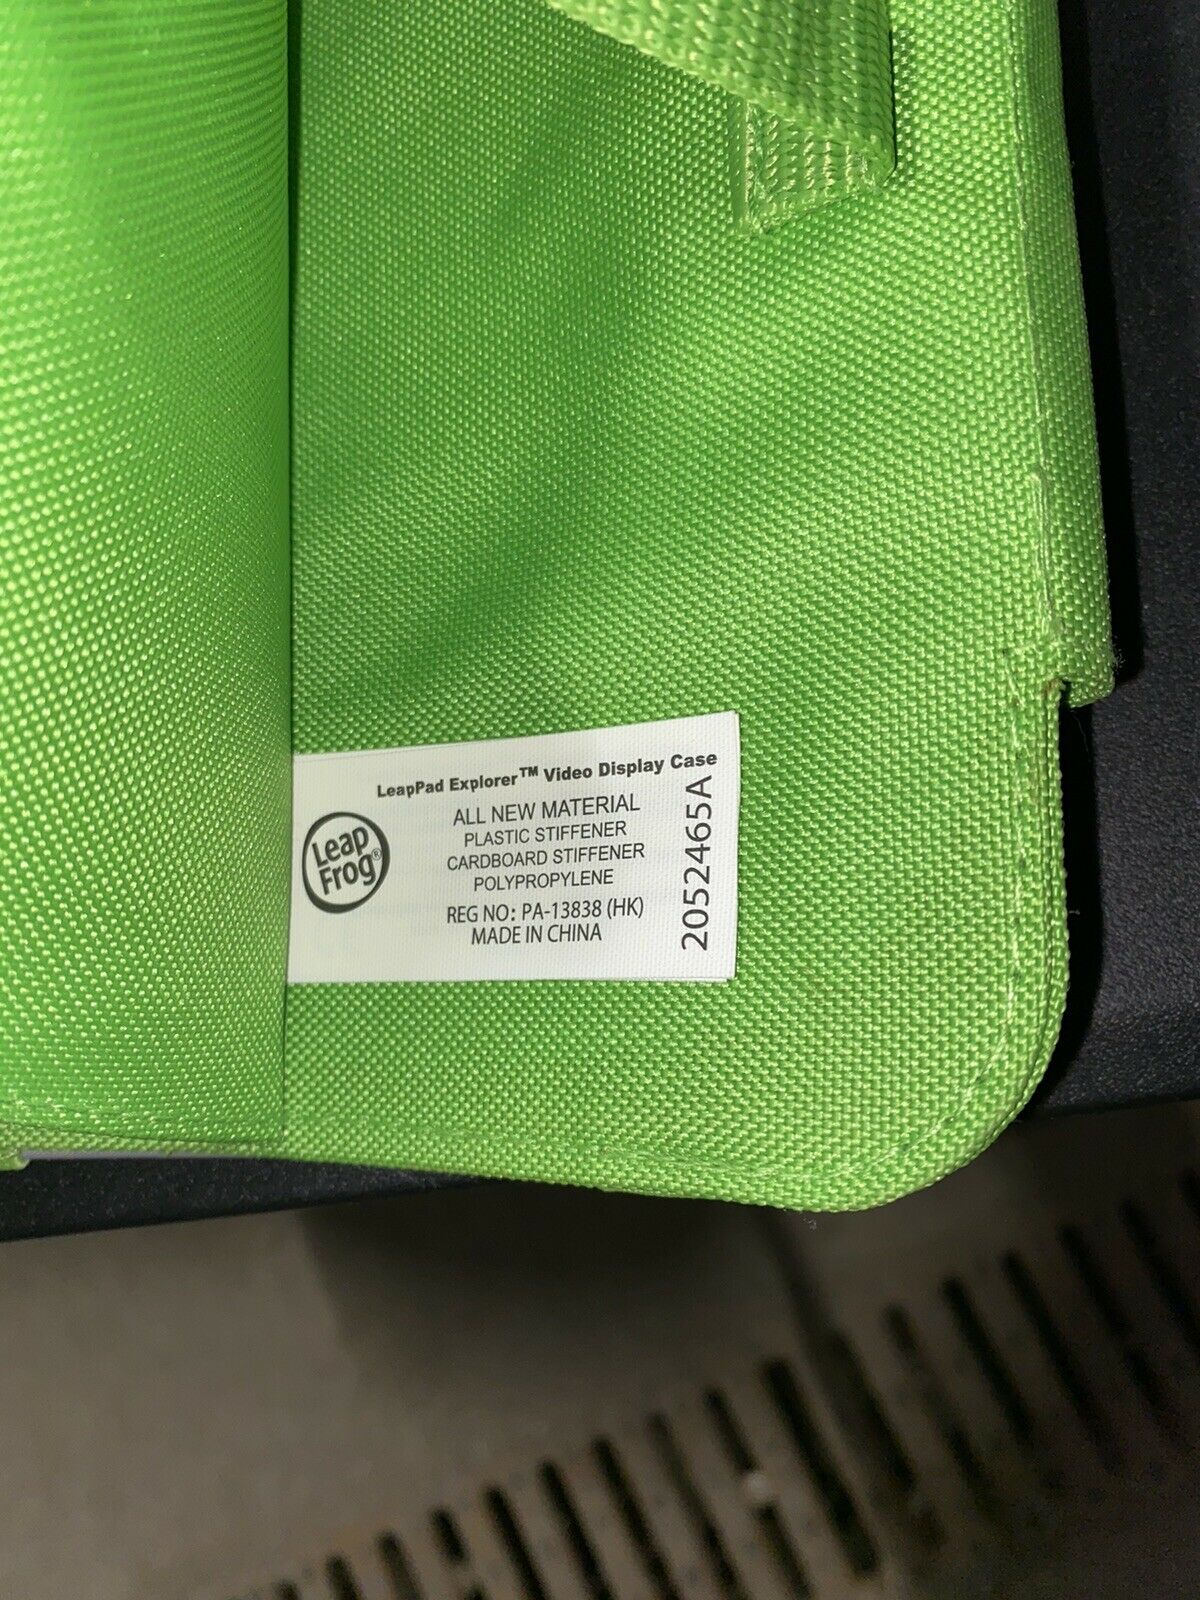 LeapPad Explorer™ Video Display Case
Leap
Frog®
ALL NEW MATERIAL
PLASTIC STIFFENER
CARDBOARD STIFFENER
POLYPROPYLENE
REG NO: PA-13838 (HK)
MADE IN CHINA
2052465A